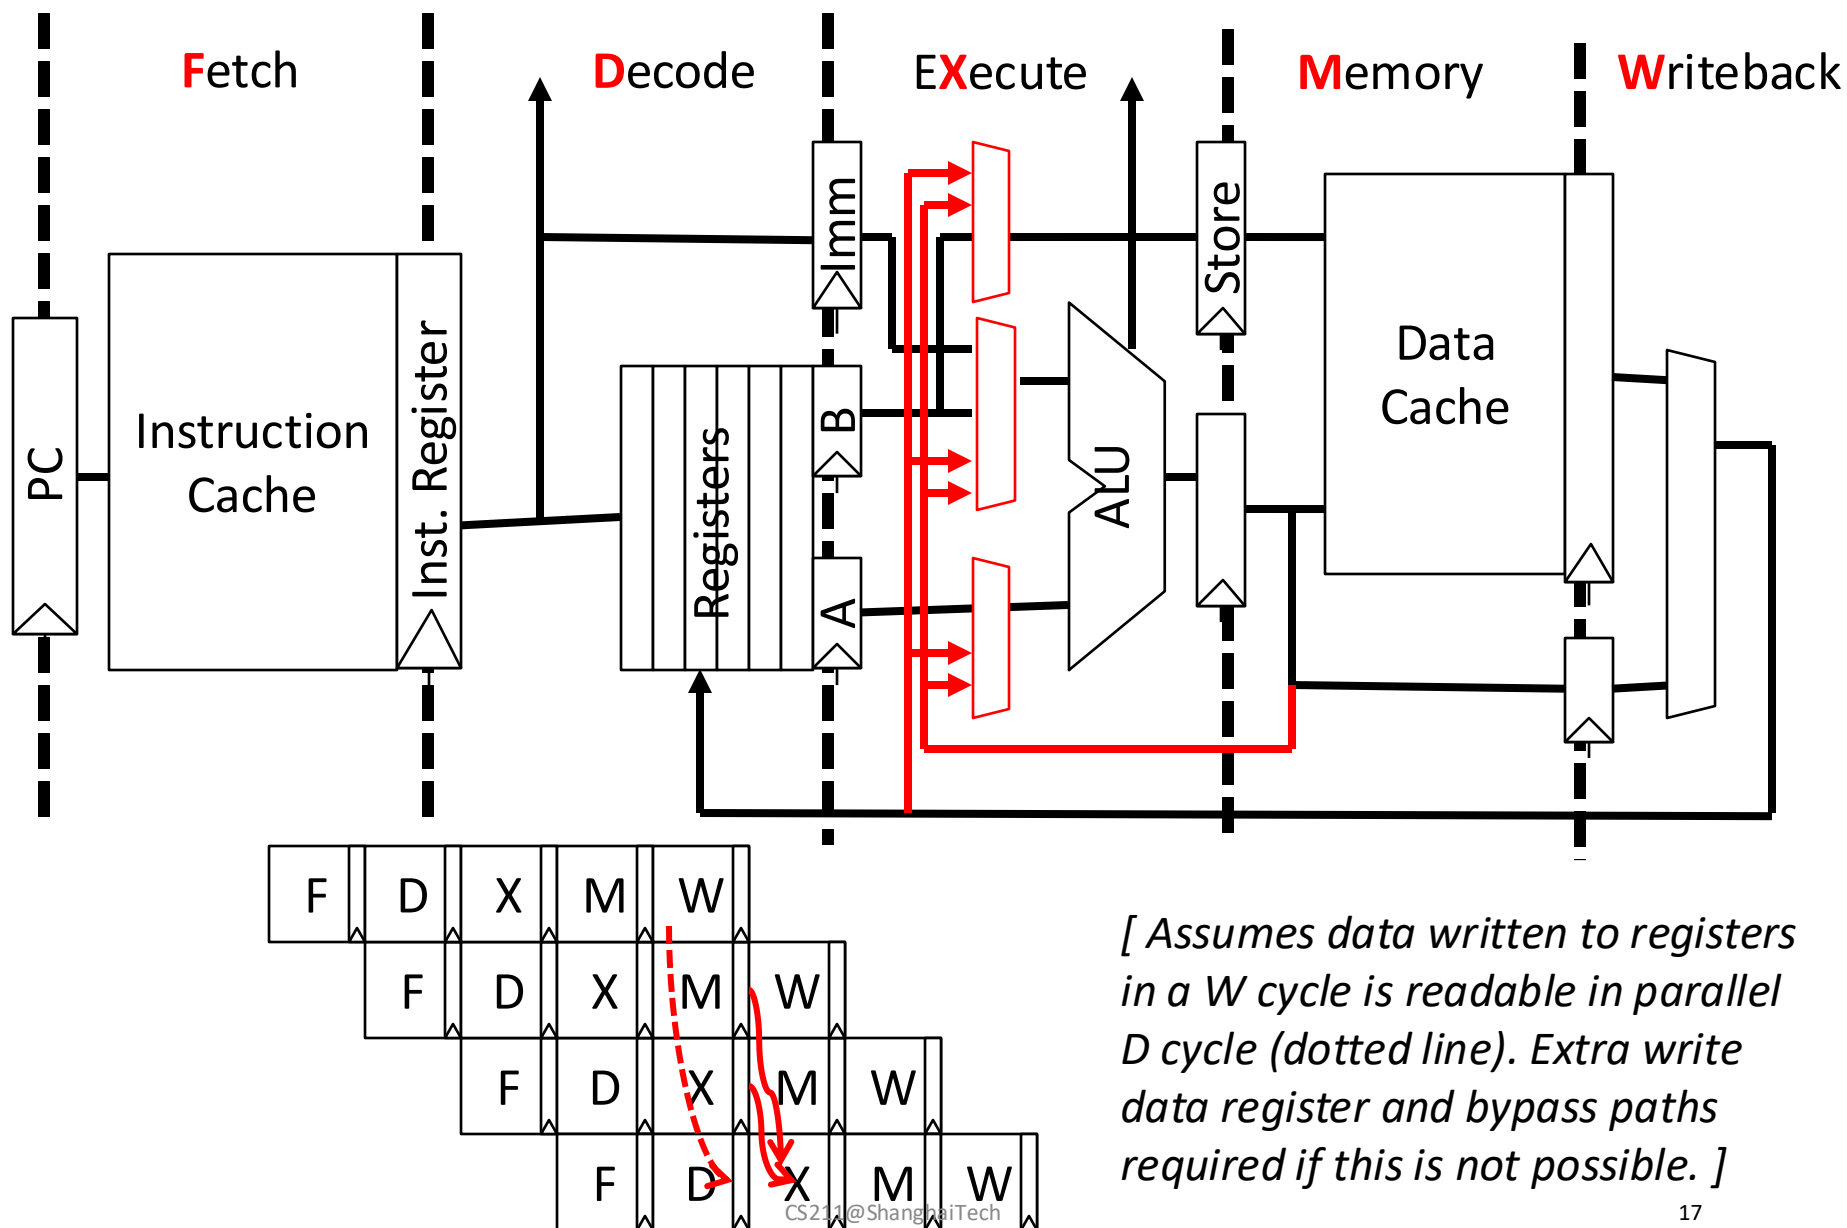 Fetch
Decode
EXecute
Memory
Writeback
PC
Instruction
Cache
Inst. Register
Registers
Imm
B
A
ALU
Store
Data
Cache
F D X M W
F D X M W
F D X M W
F D X M W
[ Assumes data written to registers
in a W cycle is readable in parallel
D cycle (dotted line). Extra write
data register and bypass paths
required if this is not possible. ]
CS211@ShanghaiTech
17